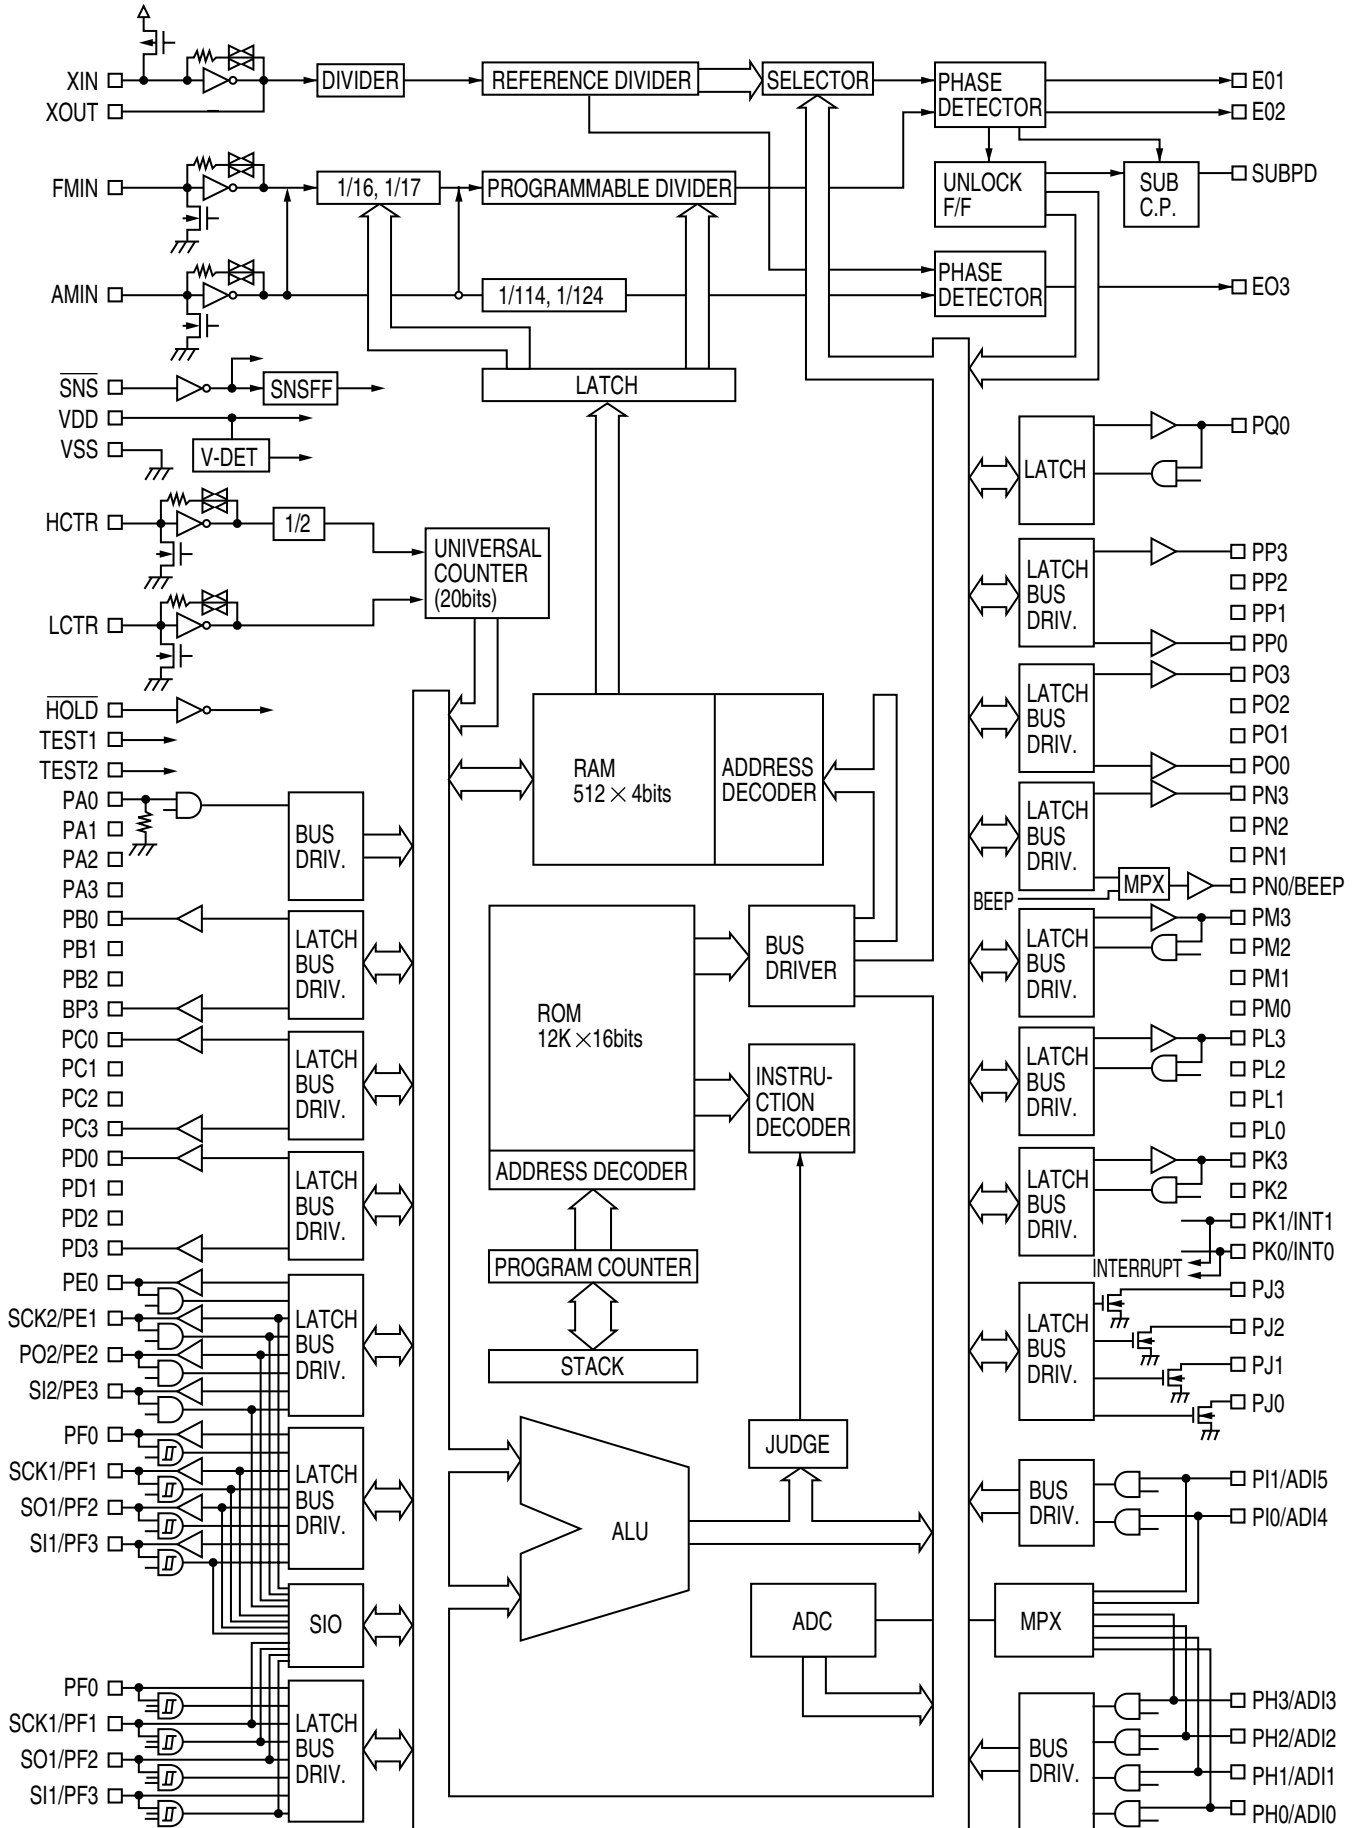 XIN
XOUT
DIVIDER
REFERENCE DIVIDER
SELECTOR
PHASE
DETECTOR
E01
E02
FMIN
1/16, 1/17
PROGRAMMABLE DIVIDER
UNLOCK
F/F
SUB
C.P.
SUBPD
AMIN
1/114, 1/124
PHASE
DETECTOR
EO3
SNS
SNSFF
LATCH
VDD
VSS
V-DET
HCTR
1/2
UNIVERSAL
COUNTER
(20bits)
LCTR
HOLD
TEST1
TEST2
RAM
512 × 4bits
ADDRESS
DECODER
PA0
PA1
PA2
PA3
BUS
DRIV.
PB0
PB1
PB2
BP3
LATCH
BUS
DRIV.
PC0
PC1
PC2
PC3
LATCH
BUS
DRIV.
PD0
PD1
PD2
PD3
LATCH
BUS
DRIV.
PE0
SCK2/PE1
PO2/PE2
SI2/PE3
LATCH
BUS
DRIV.
PF0
SCK1/PF1
SO1/PF2
SI1/PF3
LATCH
BUS
DRIV.
SIO
PF0
SCK1/PF1
SO1/PF2
SI1/PF3
LATCH
BUS
DRIV.
ROM
12K ×16bits
ADDRESS DECODER
BUS
DRIVER
INSTRU-
CTION
DECODER
PROGRAM COUNTER
STACK
JUDGE
ALU
ADC
MPX
LATCH
PQ0
LATCH
BUS
DRIV.
PP3
PP2
PP1
PP0
LATCH
BUS
DRIV.
PO3
PO2
PO1
PO0
LATCH
BUS
DRIV.
PN3
PN2
PN1
MPX
PN0/BEEP
BEEP
LATCH
BUS
DRIV.
PM3
PM2
PM1
PM0
LATCH
BUS
DRIV.
PL3
PL2
PL1
PL0
LATCH
BUS
DRIV.
PK3
PK2
PK1/INT1
PK0/INT0
INTERRUPT
LATCH
BUS
DRIV.
PJ3
PJ2
PJ1
PJ0
BUS
DRIV.
PI1/ADI5
PI0/ADI4
BUS
DRIV.
PH3/ADI3
PH2/ADI2
PH1/ADI1
PH0/ADI0